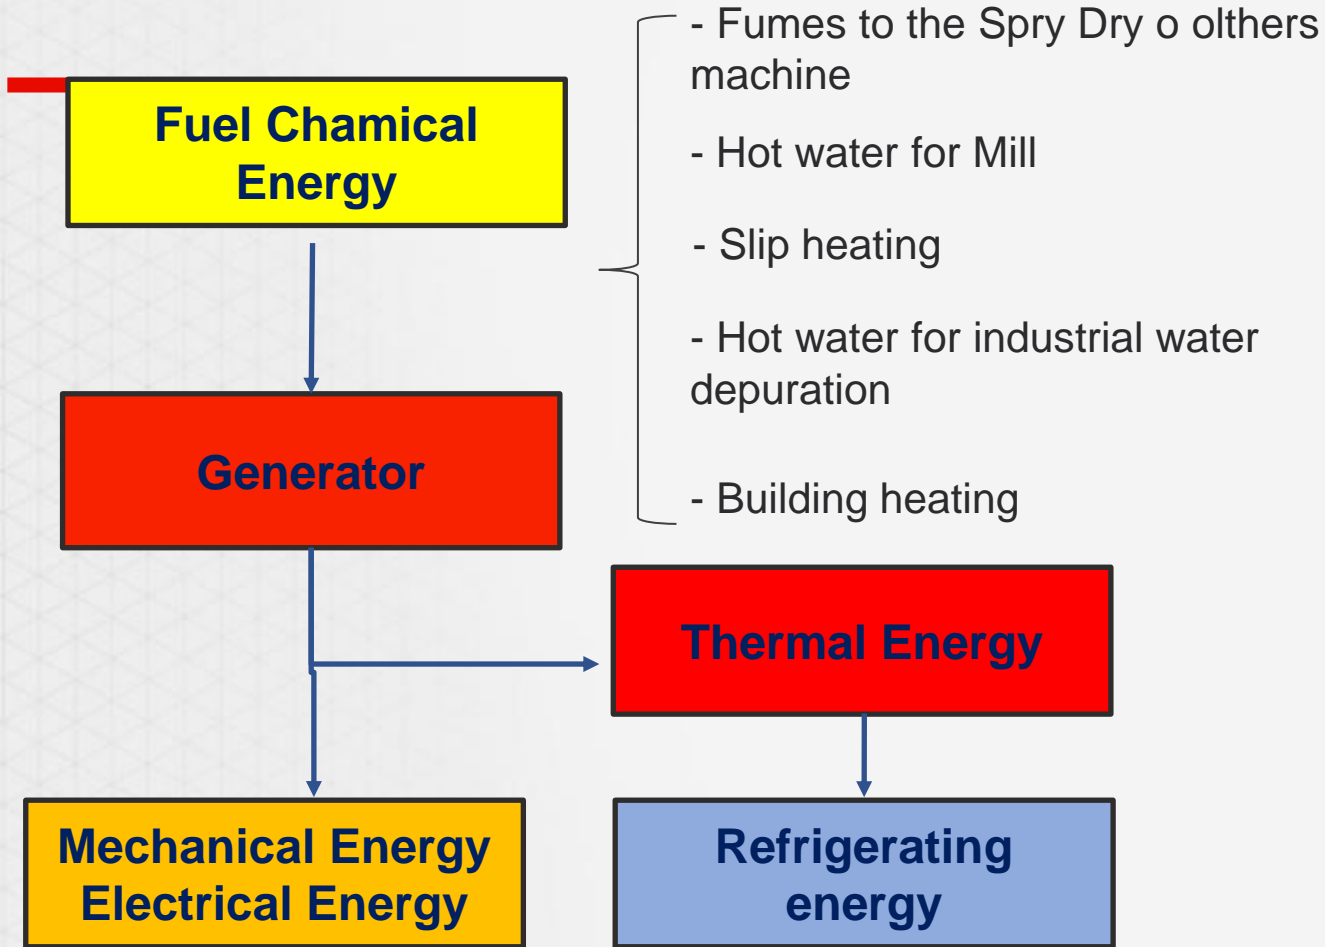 - Fumes to the Spry Dry o olthers
machine
Fuel Chamical
Energy
- Hot water for Mill
- Slip heating
- Hot water for industrial water
depuration
Generator
- Building heating
Thermal Energy
Mechanical Energy
Electrical Energy
Refrigerating
energy